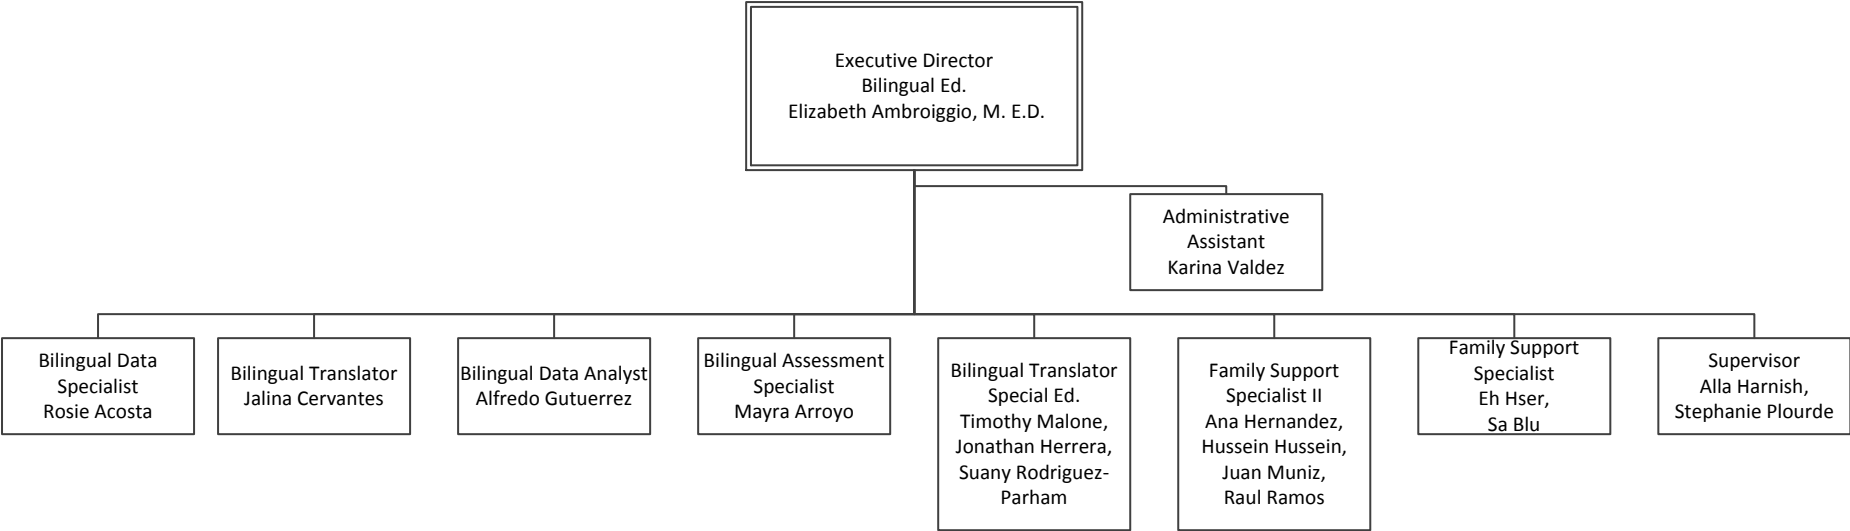 Executive Director
Bilingual Ed.
Elizabeth Ambroiggio, M. E.D.
Administrative
Assistant
Karina Valdez
Bilingual Data
Specialist
Rosie Acosta
Bilingual Translator
Jalina Cervantes
Bilingual Data Analyst
Alfredo Gutuerrez
Bilingual Assessment
Specialist
Mayra Arroyo
Bilingual Translator
Special Ed.
Timothy Malone,
Jonathan Herrera,
Suany Rodriguez-
Parham
Family Support
Specialist II
Ana Hernandez,
Hussein Hussein,
Juan Muniz,
Raul Ramos
Family Support
Specialist
Eh Hser,
Sa Blu
Supervisor
Alla Harnish,
Stephanie Plourde